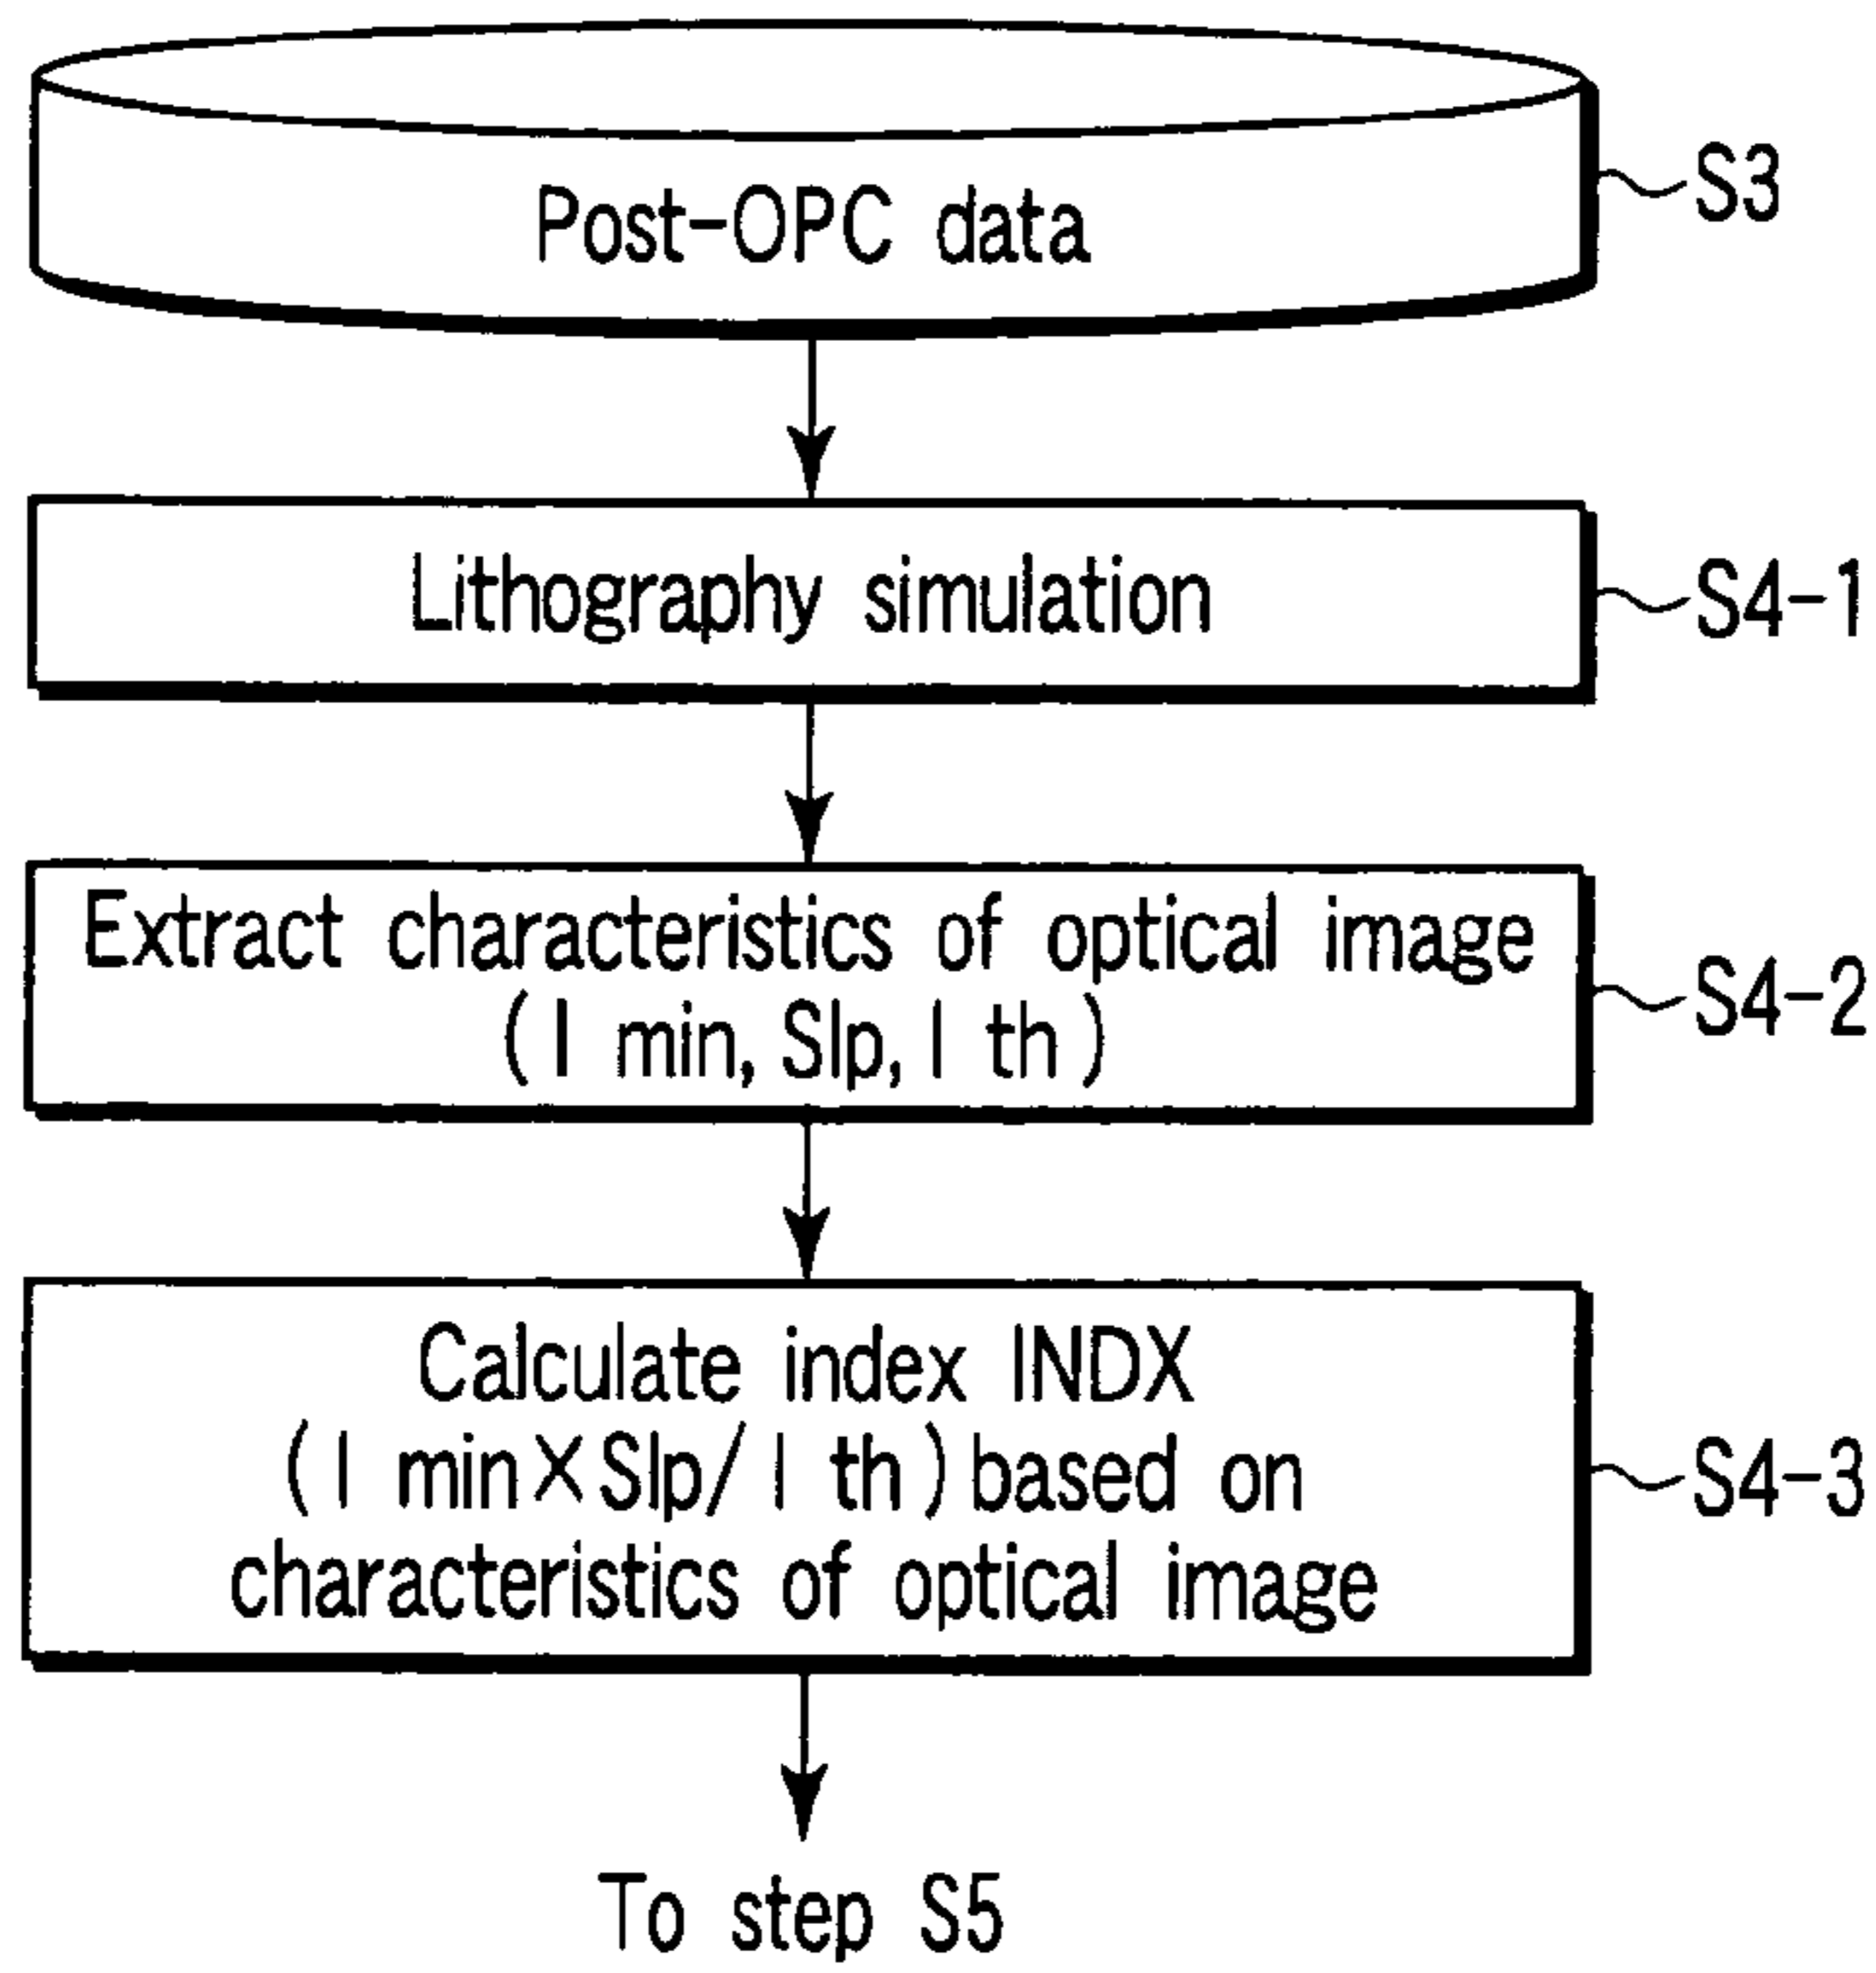 Post-OPC data
S3
Lithography simulation
S4-1
Extract characteristics of optical image
(I min, Slp, I th)
S4-2
Calculate index INDX
(I min×Slp/I th) based on
characteristics of optical image
S4-3
To step S5